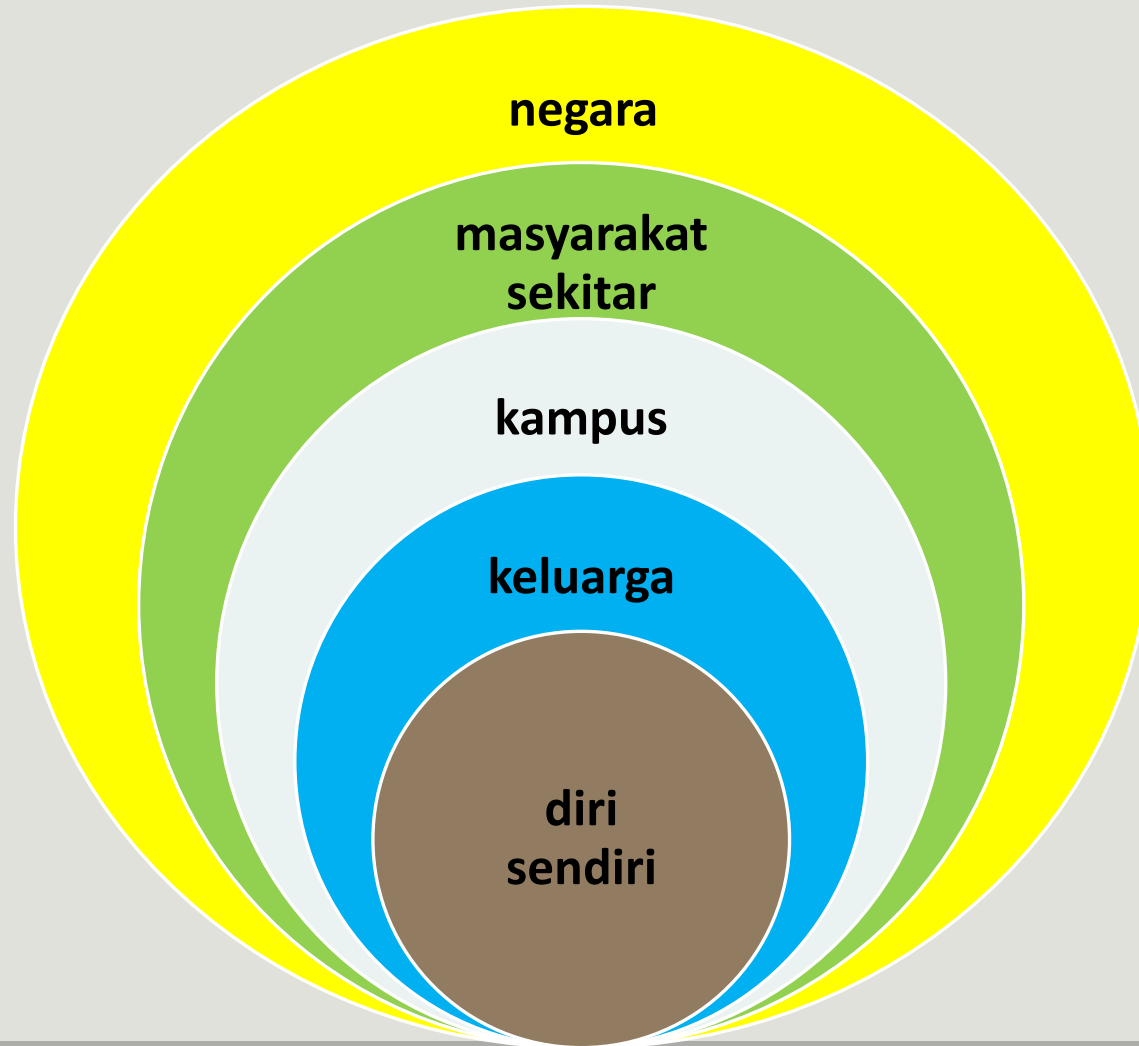 negara
masyarakat
sekitar
kampus
keluarga
diri
sendiri